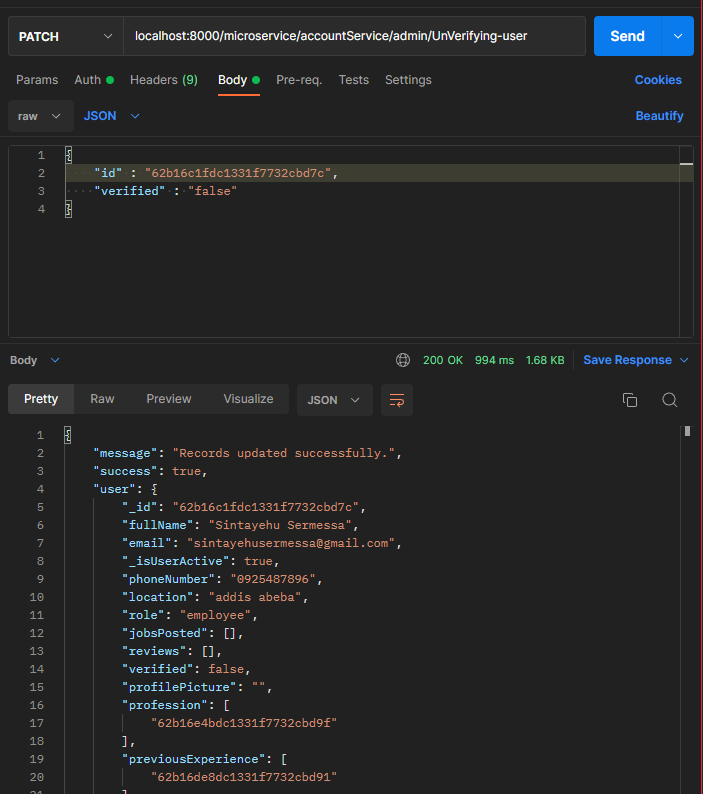 PATCH localhost:8000/microservice/accountService/admin/UnVerifying-user Send
Params Auth Headers (9) Body Pre-req. Tests Settings Cookies
raw JSON Beautify
1 {
2 "id" : "62b16c1fdc1331f7732cbd7c",
3 "verified" : "false"
4 }
Body 200 OK 994 ms 1.68 KB Save Response
Pretty Raw Preview Visualize JSON
1 {
2 "message": "Records updated successfully.",
3 "success": true,
4 "user": {
5 "_id": "62b16c1fdc1331f7732cbd7c",
6 "fullName": "Sintayehu Sermessa",
7 "email": "sintayehusermessa@gmail.com",
8 "_isUserActive": true,
9 "phoneNumber": "0925487896",
10 "location": "addis abeba",
11 "role": "employee",
12 "jobsPosted": [],
13 "reviews": [],
14 "verified": false,
15 "profilePicture": "",
16 "profession": [
17 "62b16e4bdc1331f7732cbd9f"
18 ],
19 "previousExperience": [
20 "62b16de8dc1331f7732cbd91"